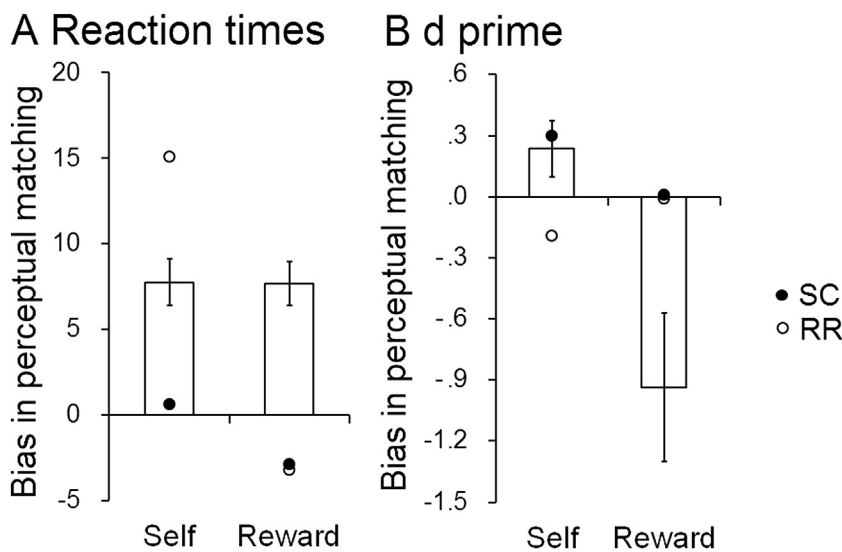 A Reaction times
Bias in perceptual matching
20
15
10
5
0
-5
Self
Reward
B d prime
Bias in perceptual matching
.6
.3
.0
-.3
-.6
-.9
-1.2
-1.5
Self
Reward
SC
RR